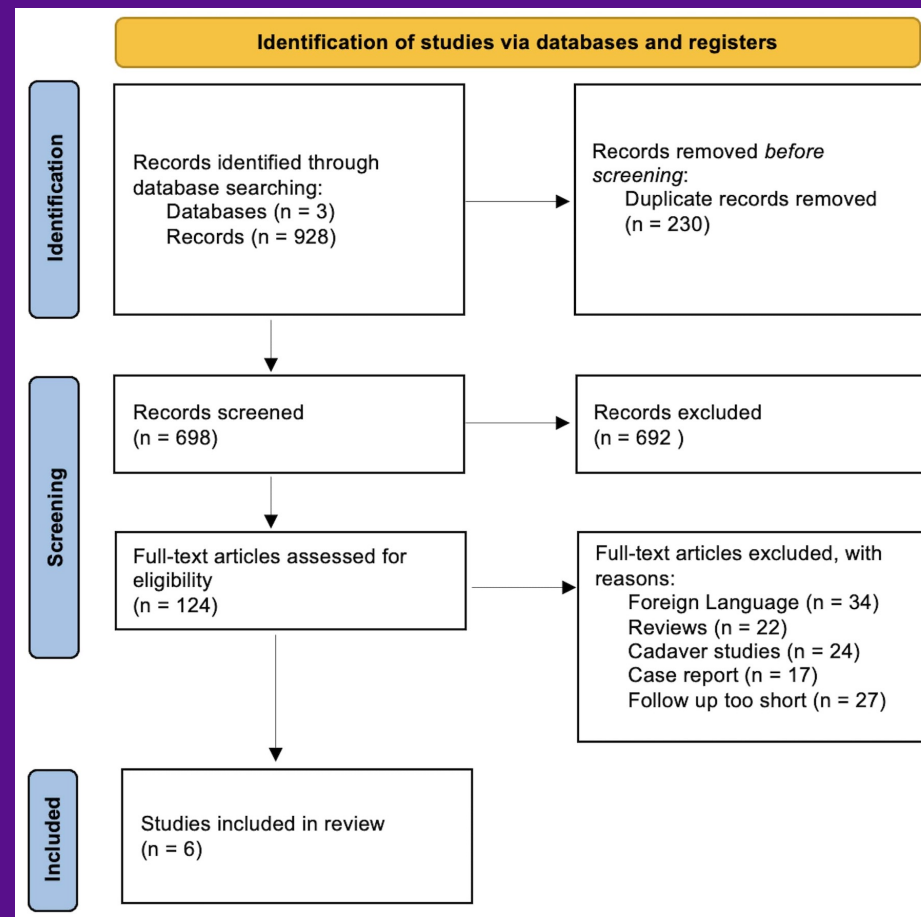 Identification of studies via databases and registers
Identification
Records identified through
database searching:
Databases (n = 3)
Records (n = 928)
Records removed before
screening:
Duplicate records removed
(n = 230)
Screening
Records screened
(n = 698)
Records excluded
(n = 692 )
Full-text articles assessed for
eligibility
(n = 124)
Full-text articles excluded, with
reasons:
Foreign Language (n = 34)
Reviews (n = 22)
Cadaver studies (n = 24)
Case report (n = 17)
Follow up too short (n = 27)
Included
Studies included in review
(n = 6)